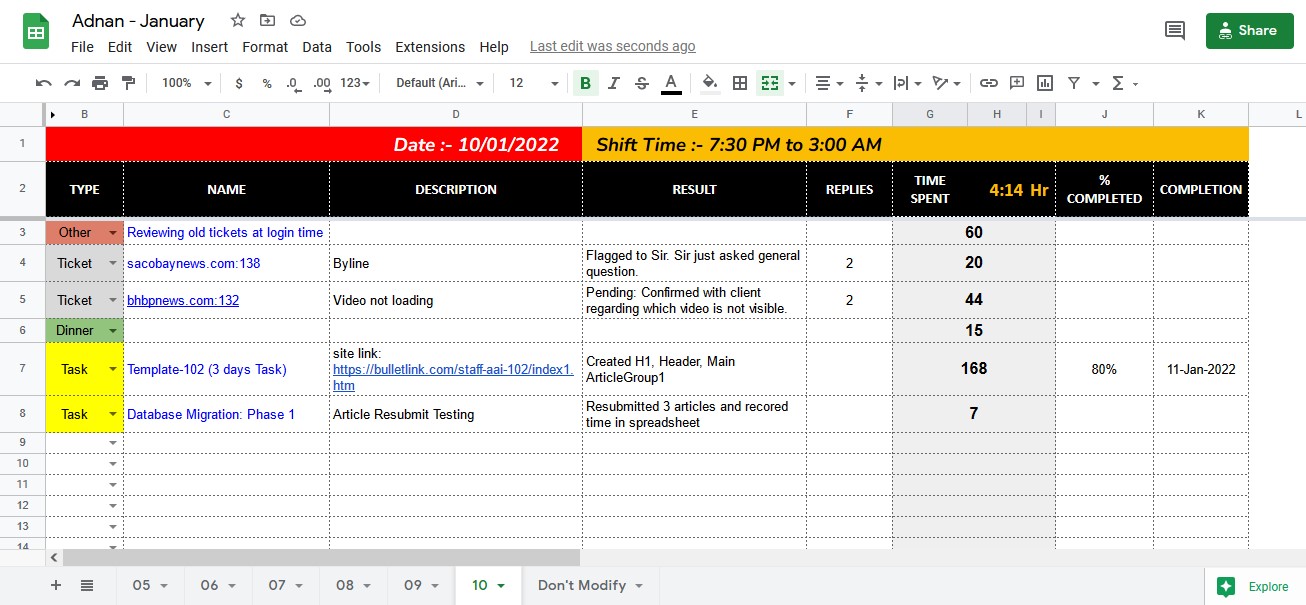 Adnan - January
File Edit View Insert Format Data Tools Extensions Help Last edit was seconds ago
Share
100% $ % .0 .00 123 Default (Ari... 12 B I S A Σ
B C D E F G H I J K L
1 Date :- 10/01/2022 Shift Time :- 7:30 PM to 3:00 AM
2 TYPE NAME DESCRIPTION RESULT REPLIES TIME SPENT 4:14 Hr % COMPLETED COMPLETION
3 Other Reviewing old tickets at login time 60
4 Ticket sacobaynews.com:138 Byline Flagged to Sir. Sir just asked general
question. 2 20
5 Ticket bhbpnews.com:132 Video not loading Pending: Confirmed with client
regarding which video is not visible. 2 44
6 Dinner 15
7 Task Template-102 (3 days Task) site link:
https://bulletlink.com/staff-aai-102/index1.
htm
Created H1, Header, Main
ArticleGroup1 168 80% 11-Jan-2022
8 Task Database Migration: Phase 1 Article Resubmit Testing Resubmitted 3 articles and recored
time in spreadsheet 7
9
10
11
12
13
14
05 06 07 08 09 10 Don't Modify Explore